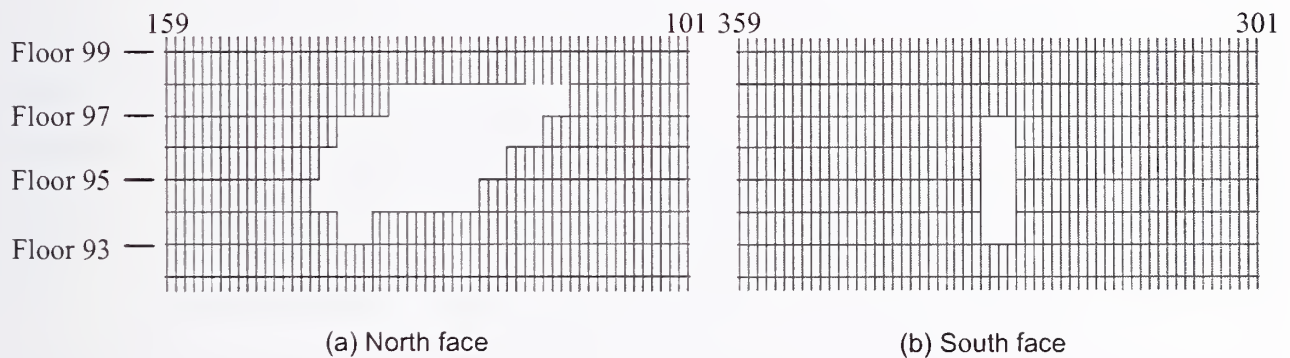 159 101 359 301
Floor 99
Floor 97
Floor 95
Floor 93
(a) North face (b) South face